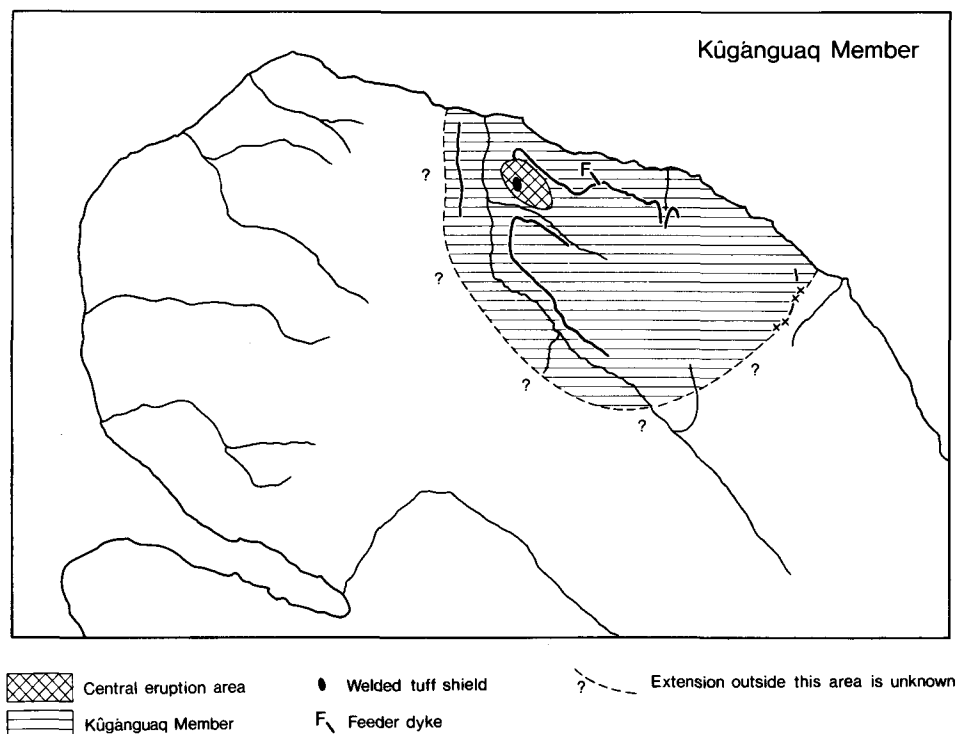 Kûgánguaq Member
?
F
?
?
?
?
Central eruption area
Welded tuff shield
? Extension outside this area is unknown
Kûgánguaq Member
F Feeder dyke